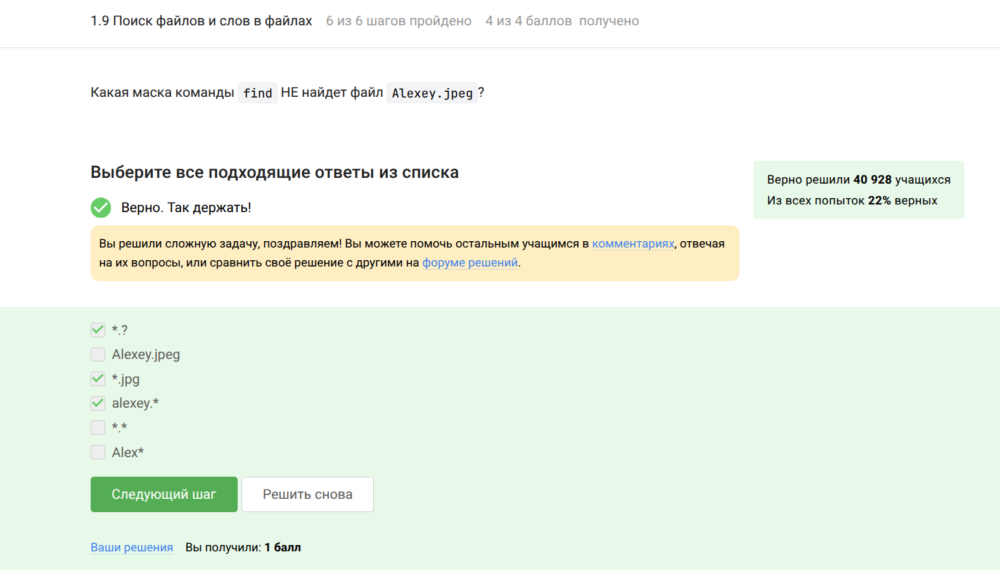 1.9 Поиск файлов и слов в файлах 6 из 6 шагов пройдено 4 из 4 баллов получено
Какая маска команды find НЕ найдет файл Alexey.jpeg?
Выберите все подходящие ответы из списка
Верно решили 40 928 учащихся
Из всех попыток 22% верных
Верно. Так держать!
Вы решили сложную задачу, поздравляем! Вы можете помочь остальным учащимся в комментариях, отвечая
на их вопросы, или сравнить своё решение с другими на форуме решений.
*.?
Alexey.jpeg
*.jpg
alexey.*
*.*
Alex*
Следующий шаг Решить снова
Ваши решения Вы получили: 1 балл